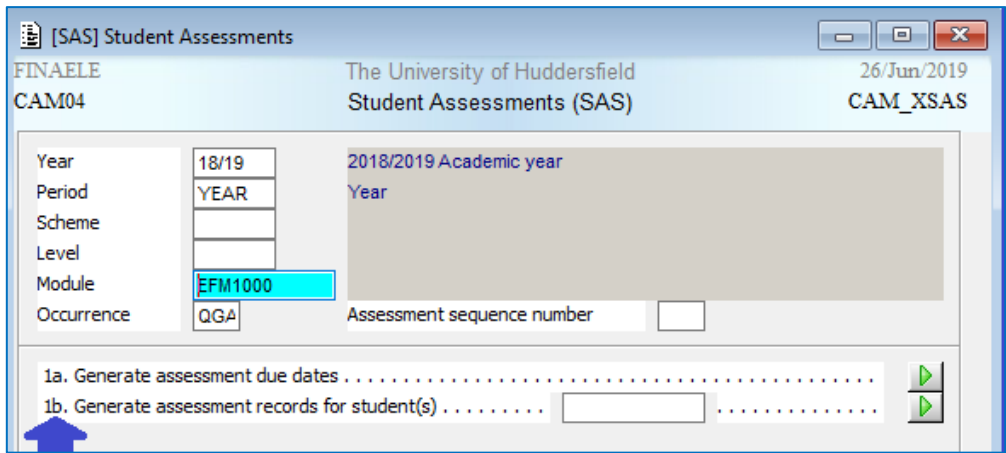 [SAS] Student Assessments
FINAELE The University of Huddersfield 26/Jun/2019
CAM04 Student Assessments (SAS) CAM_XSAS
Year 18/19 2018/2019 Academic year
Period YEAR Year
Scheme
Level
Module EFM1000
Occurrence QGA Assessment sequence number
1a. Generate assessment due dates . . . . . . . . . . . . . . . . . . . . . . . . . . . . . . . . . . . . . . . . . . . . . . . . .
1b. Generate assessment records for student(s) . . . . . . . . . . . . . . . . . . . . . . . .